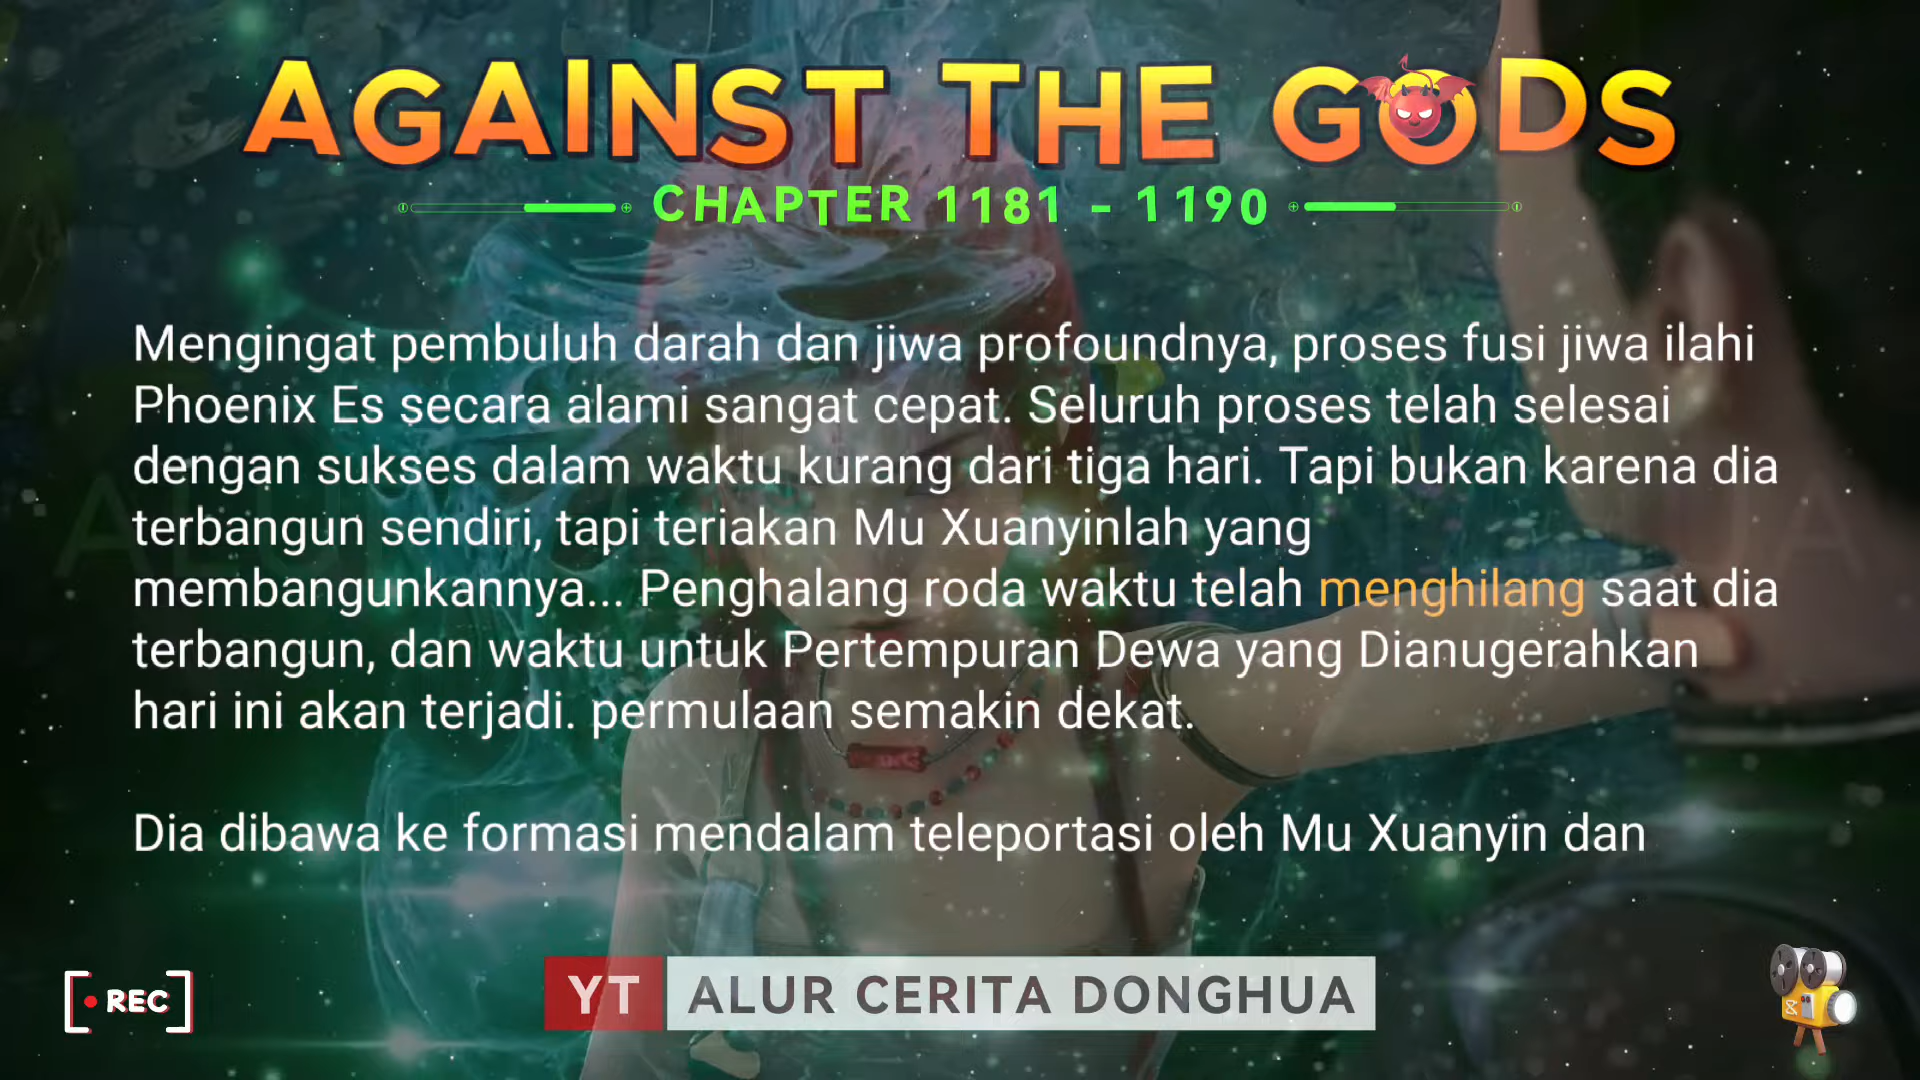 AGAINST THE GODS
CHAPTER 1181 - 1190
Mengingat pembuluh darah dan jiwa profoundnya, proses fusi jiwa ilahi
Phoenix Es secara alami sangat cepat. Seluruh proses telah selesai
dengan sukses dalam waktu kurang dari tiga hari. Tapi bukan karena dia
terbangun sendiri, tapi teriakan Mu Xuanyinlah yang
membangunkannya... Penghalang roda waktu telah menghilang saat dia
terbangun, dan waktu untuk Pertempuran Dewa yang Dianugerahkan
hari ini akan terjadi. permulaan semakin dekat.
Dia dibawa ke formasi mendalam teleportasi oleh Mu Xuanyin dan
REC
YT ALUR CERITA DONGHUA